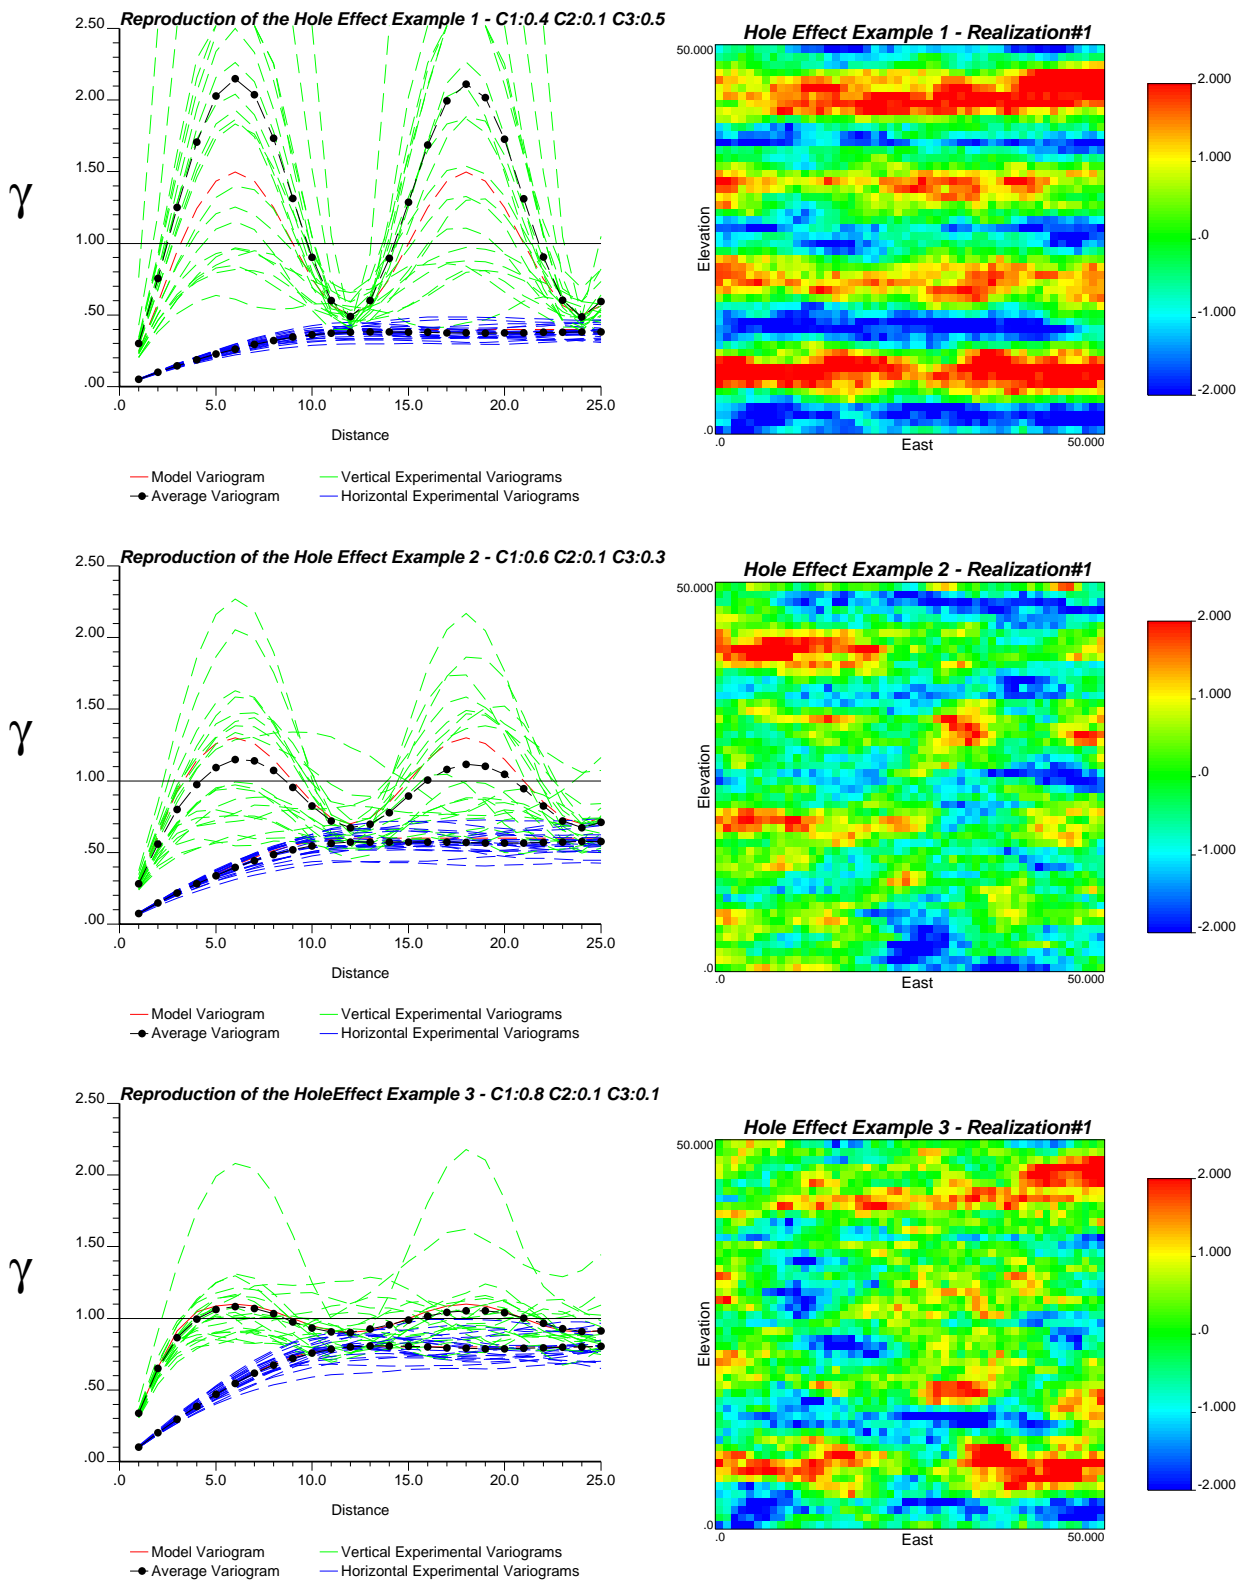 Reproduction of the Hole Effect Example 1 - C1:0.4 C2:0.1 C3:0.5
γ
2.50
2.00
1.50
1.00
.50
.00
.0 5.0 10.0 15.0 20.0 25.0
Distance
Model Variogram Vertical Experimental Variograms
Average Variogram Horizontal Experimental Variograms
Hole Effect Example 1 - Realization#1
50.000
Elevation
.0
.0 East 50.000
2.000
1.000
.0
-1.000
-2.000
Reproduction of the Hole Effect Example 2 - C1:0.6 C2:0.1 C3:0.3
γ
2.50
2.00
1.50
1.00
.50
.00
.0 5.0 10.0 15.0 20.0 25.0
Distance
Model Variogram Vertical Experimental Variograms
Average Variogram Horizontal Experimental Variograms
Hole Effect Example 2 - Realization#1
50.000
Elevation
.0
.0 East 50.000
2.000
1.000
.0
-1.000
-2.000
Reproduction of the HoleEffect Example 3 - C1:0.8 C2:0.1 C3:0.1
γ
2.50
2.00
1.50
1.00
.50
.00
.0 5.0 10.0 15.0 20.0 25.0
Distance
Model Variogram Vertical Experimental Variograms
Average Variogram Horizontal Experimental Variograms
Hole Effect Example 3 - Realization#1
50.000
Elevation
.0
.0 East 50.000
2.000
1.000
.0
-1.000
-2.000